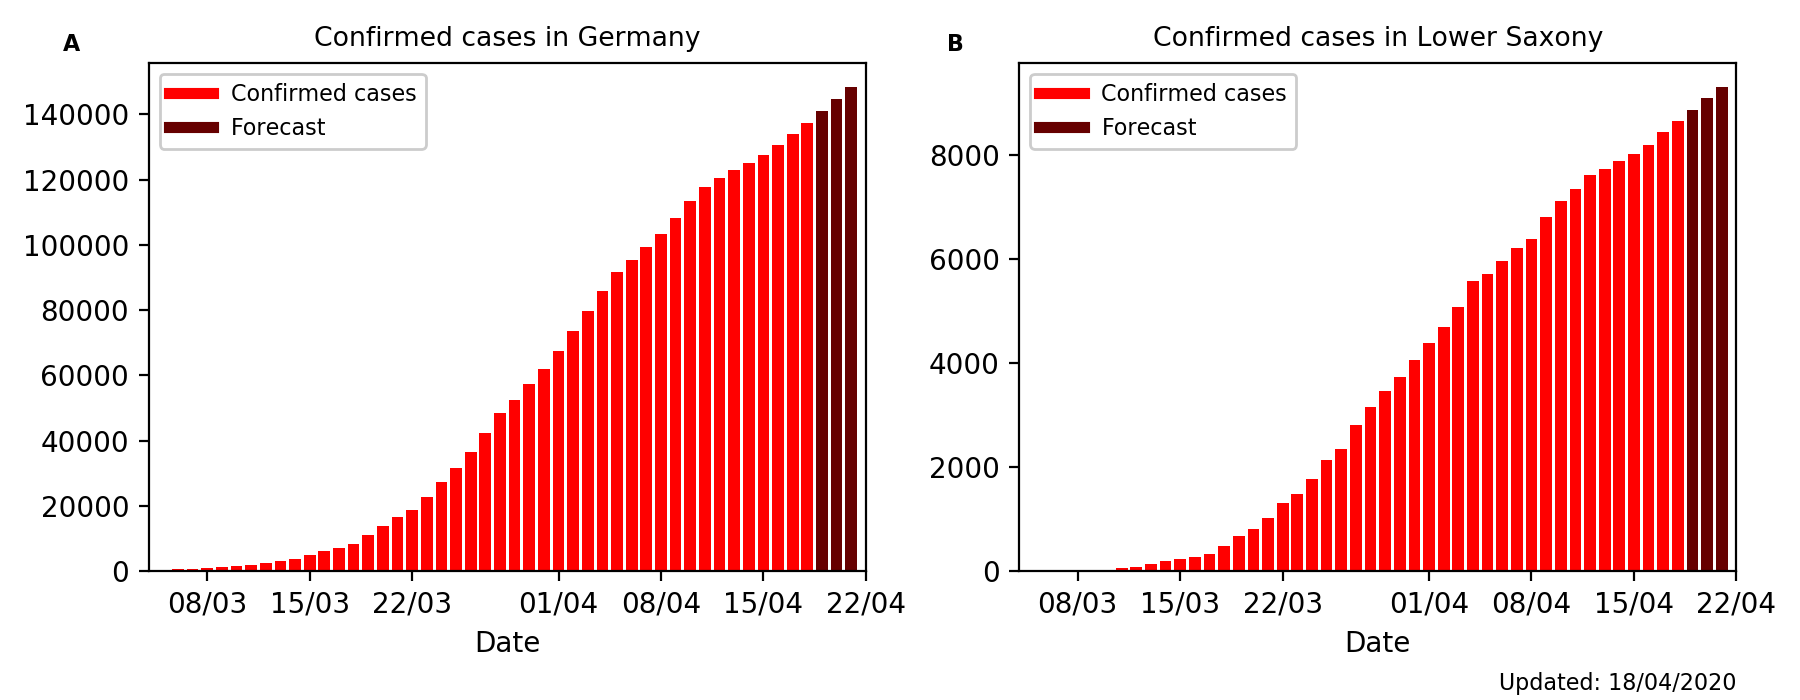 A
Confirmed cases in Germany
Confirmed cases
Forecast
140000
120000
100000
80000
60000
40000
20000
0
08/03 15/03 22/03 01/04 08/04 15/04 22/04
Date
B
Confirmed cases in Lower Saxony
Confirmed cases
Forecast
8000
6000
4000
2000
0
08/03 15/03 22/03 01/04 08/04 15/04 22/04
Date
Updated: 18/04/2020